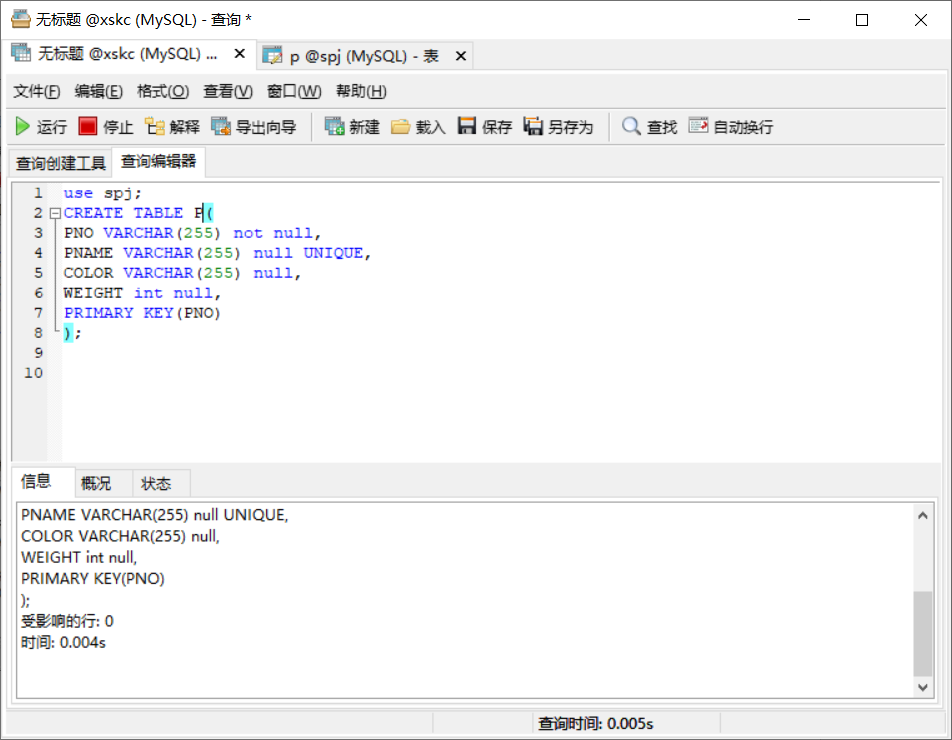 无标题 @xskc (MySQL) - 查询 *
无标题 @xskc (MySQL) ... p @spj (MySQL) - 表
文件(F) 编辑(E) 格式(O) 查看(V) 窗口(W) 帮助(H)
运行 停止 解释 导出向导 新建 载入 保存 另存为 查找 自动换行
查询创建工具 查询编辑器
1 use spj;
2 CREATE TABLE P(
3 PNO VARCHAR(255) not null,
4 PNAME VARCHAR(255) null UNIQUE,
5 COLOR VARCHAR(255) null,
6 WEIGHT int null,
7 PRIMARY KEY(PNO)
8 );
9
10
信息 概况 状态
PNAME VARCHAR(255) null UNIQUE,
COLOR VARCHAR(255) null,
WEIGHT int null,
PRIMARY KEY(PNO)
);
受影响的行: 0
时间: 0.004s
查询时间: 0.005s